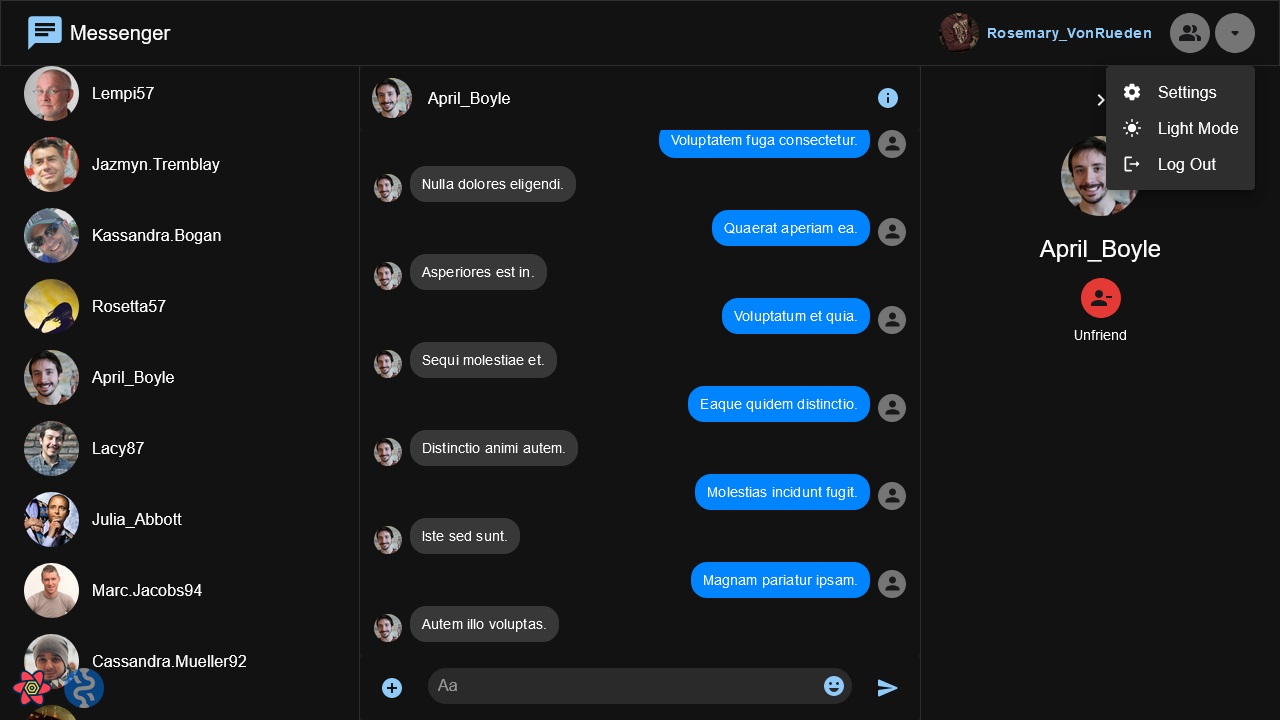 Messenger
Rosemary_VonRueden
Lempi57
Jazmyn.Tremblay
Kassandra.Bogan
Rosetta57
April_Boyle
Lacy87
Julia_Abbott
Marc.Jacobs94
Cassandra.Mueller92
April_Boyle
Voluptatem fuga consectetur.
Nulla dolores eligendi.
Quaerat aperiam ea.
Asperiores est in.
Voluptatum et quia.
Sequi molestiae et.
Eaque quidem distinctio.
Distinctio animi autem.
Molestias incidunt fugit.
Iste sed sunt.
Magnam pariatur ipsam.
Autem illo voluptas.
Aa
Settings
Light Mode
Log Out
April_Boyle
Unfriend